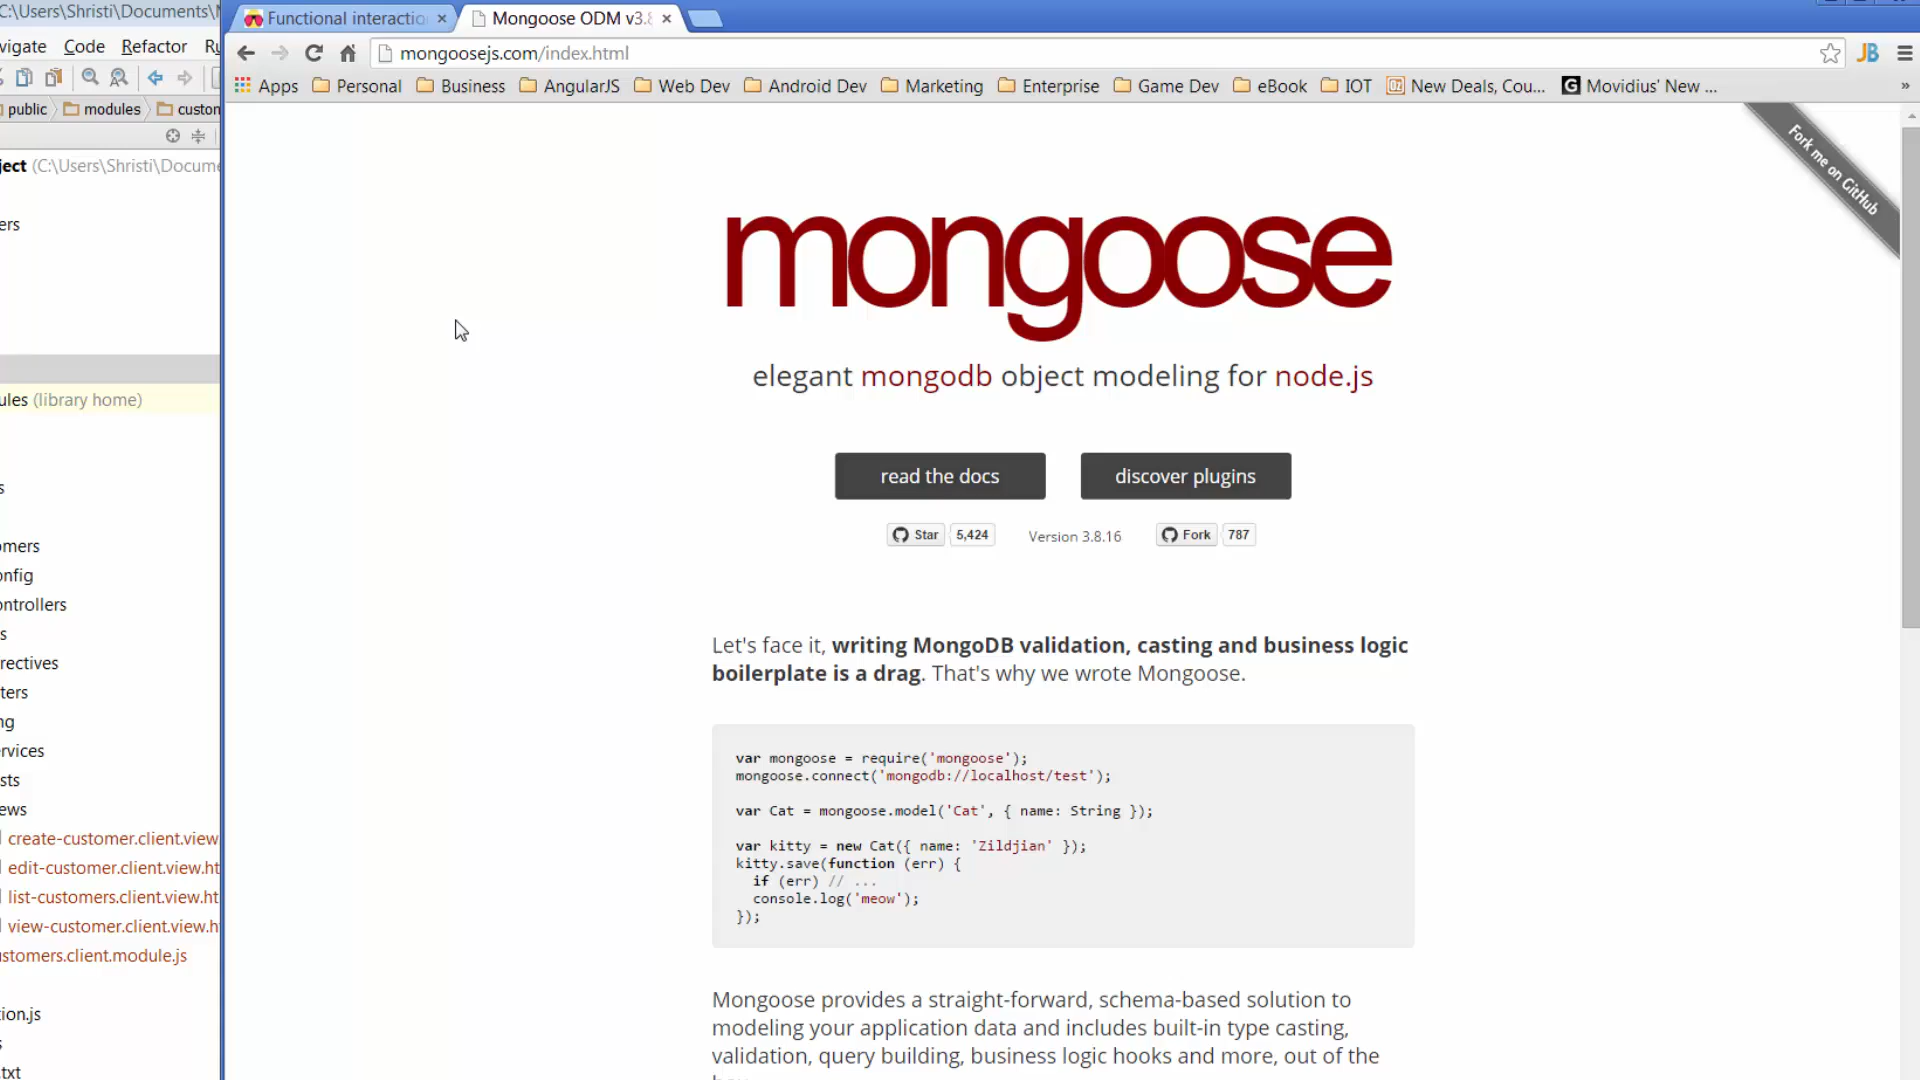 C:\Users\Shristi\Documents\
Functional interactio
Mongoose ODM v3.8
vigate Code Refactor Ru
mongoosejs.com/index.html
JB
Apps Personal Business AngularJS Web Dev Android Dev Marketing Enterprise Game Dev eBook IOT New Deals, Cou... Movidius' New ... »
public modules custom
ject (C:\Users\Shristi\Docume
Fork me on GitHub
ers
mongoose
elegant mongodb object modeling for node.js
ules (library home)
read the docs discover plugins
s
Star 5,424 Version 3.8.16 Fork 787
omers
onfig
ontrollers
s
Let's face it, writing MongoDB validation, casting and business logic
boilerplate is a drag. That's why we wrote Mongoose.
rectives
ters
ng
ervices
sts
ews
var mongoose = require('mongoose');
mongoose.connect('mongodb://localhost/test');
var Cat = mongoose.model('Cat', { name: String });
var kitty = new Cat({ name: 'Zildjian' });
kitty.save(function (err) {
if (err) // ...
console.log('meow');
});
create-customer.client.view
edit-customer.client.view.ht
list-customers.client.view.ht
view-customer.client.view.h
stomers.client.module.js
Mongoose provides a straight-forward, schema-based solution to
modeling your application data and includes built-in type casting,
validation, query building, business logic hooks and more, out of the
ion.js
s
.txt